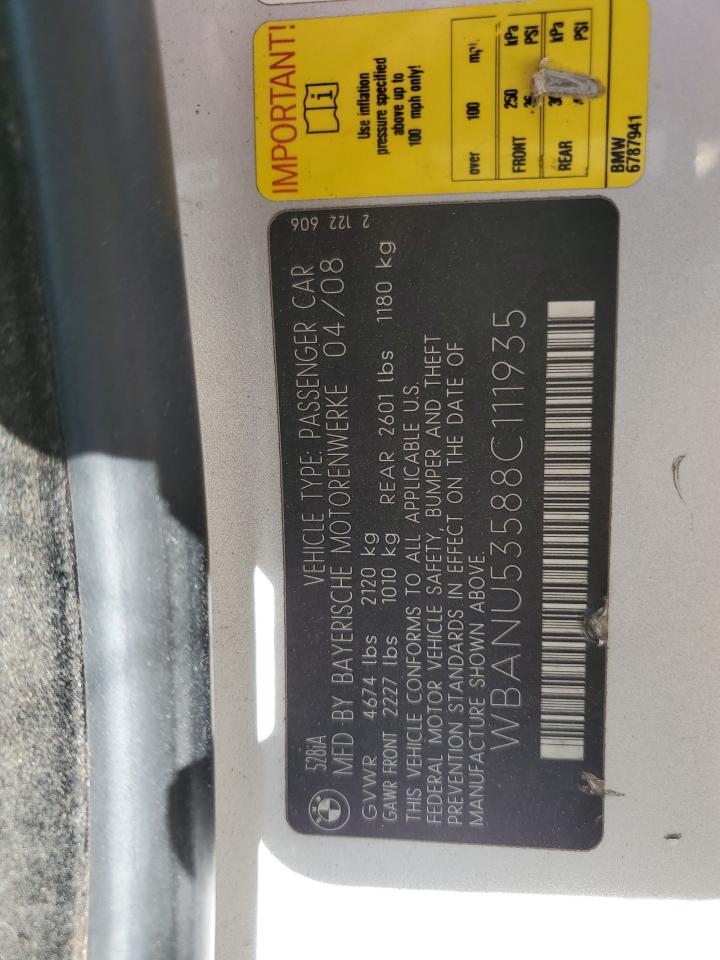 IMPORTANT!
i
Use inflation
pressure specified
above up to
100 mph only!
over 100
FRONT 250 kPa PSI
REAR kPa PSI
BMW
6787941
2 122 606
528iA VEHICLE TYPE: PASSENGER CAR
MFD BY BAYERISCHE MOTORENWERKE 04/08
GVWR 4674 lbs 2120 kg
GAWR FRONT 2227 lbs 1010 kg REAR 2601 lbs 1180 kg
THIS VEHICLE CONFORMS TO ALL APPLICABLE U.S.
FEDERAL MOTOR VEHICLE SAFETY, BUMPER AND THEFT
PREVENTION STANDARDS IN EFFECT ON THE DATE OF
MANUFACTURE SHOWN ABOVE.
WBANU53588C111935